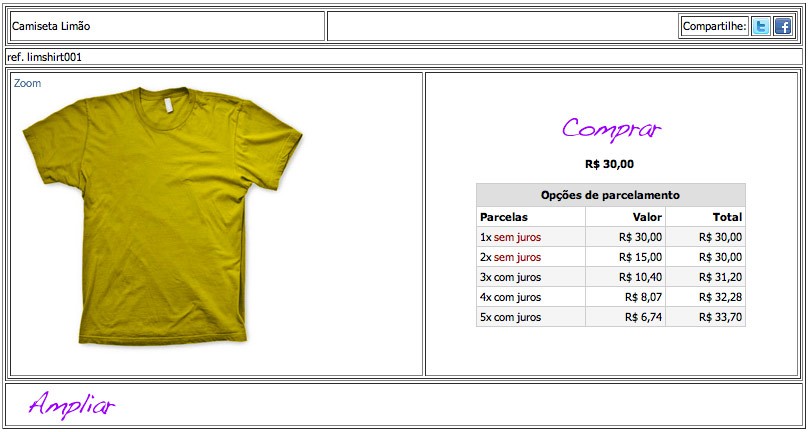 Camiseta Limão
Compartilhe:
ref. limshirt001
Zoom
Comprar
R$ 30,00
Opções de parcelamento
Parcelas Valor Total
1x sem juros R$ 30,00 R$ 30,00
2x sem juros R$ 15,00 R$ 30,00
3x com juros R$ 10,40 R$ 31,20
4x com juros R$ 8,07 R$ 32,28
5x com juros R$ 6,74 R$ 33,70
Ampliar